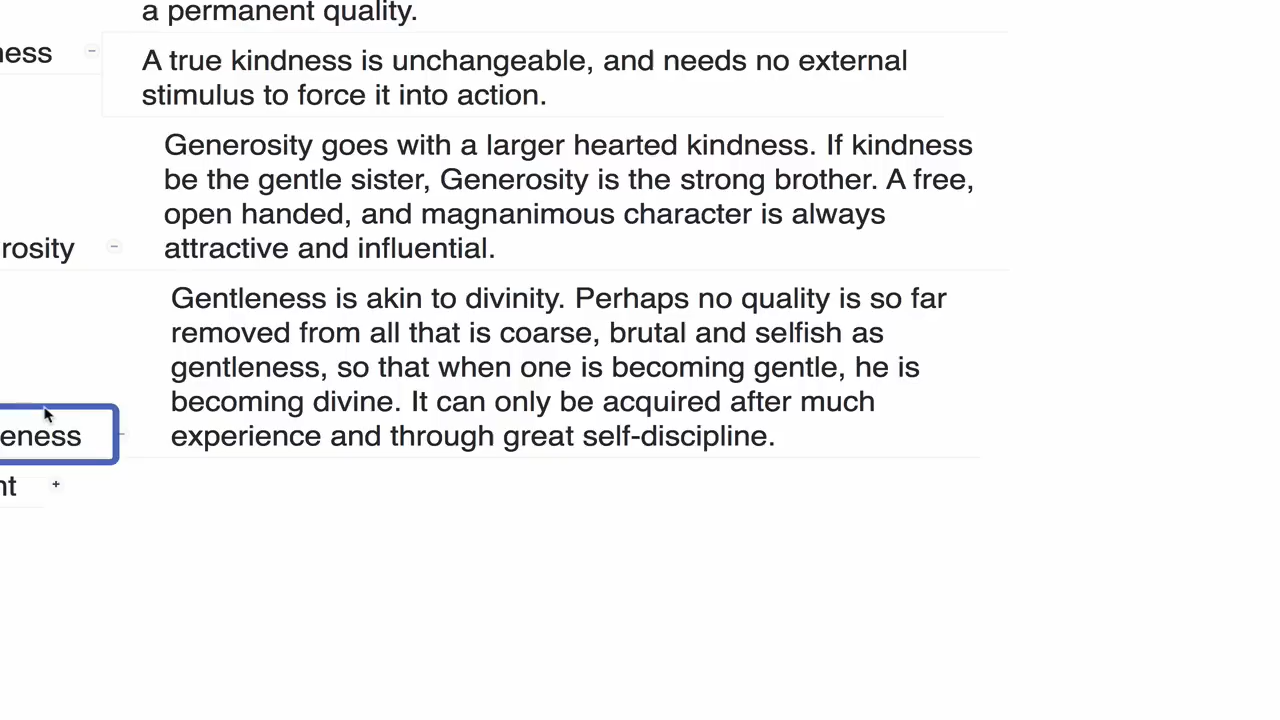 a permanent quality.
ness
A true kindness is unchangeable, and needs no external
stimulus to force it into action.
Generosity goes with a larger hearted kindness. If kindness
be the gentle sister, Generosity is the strong brother. A free,
open handed, and magnanimous character is always
attractive and influential.
rosity
Gentleness is akin to divinity. Perhaps no quality is so far
removed from all that is coarse, brutal and selfish as
gentleness, so that when one is becoming gentle, he is
becoming divine. It can only be acquired after much
experience and through great self-discipline.
eness
nt